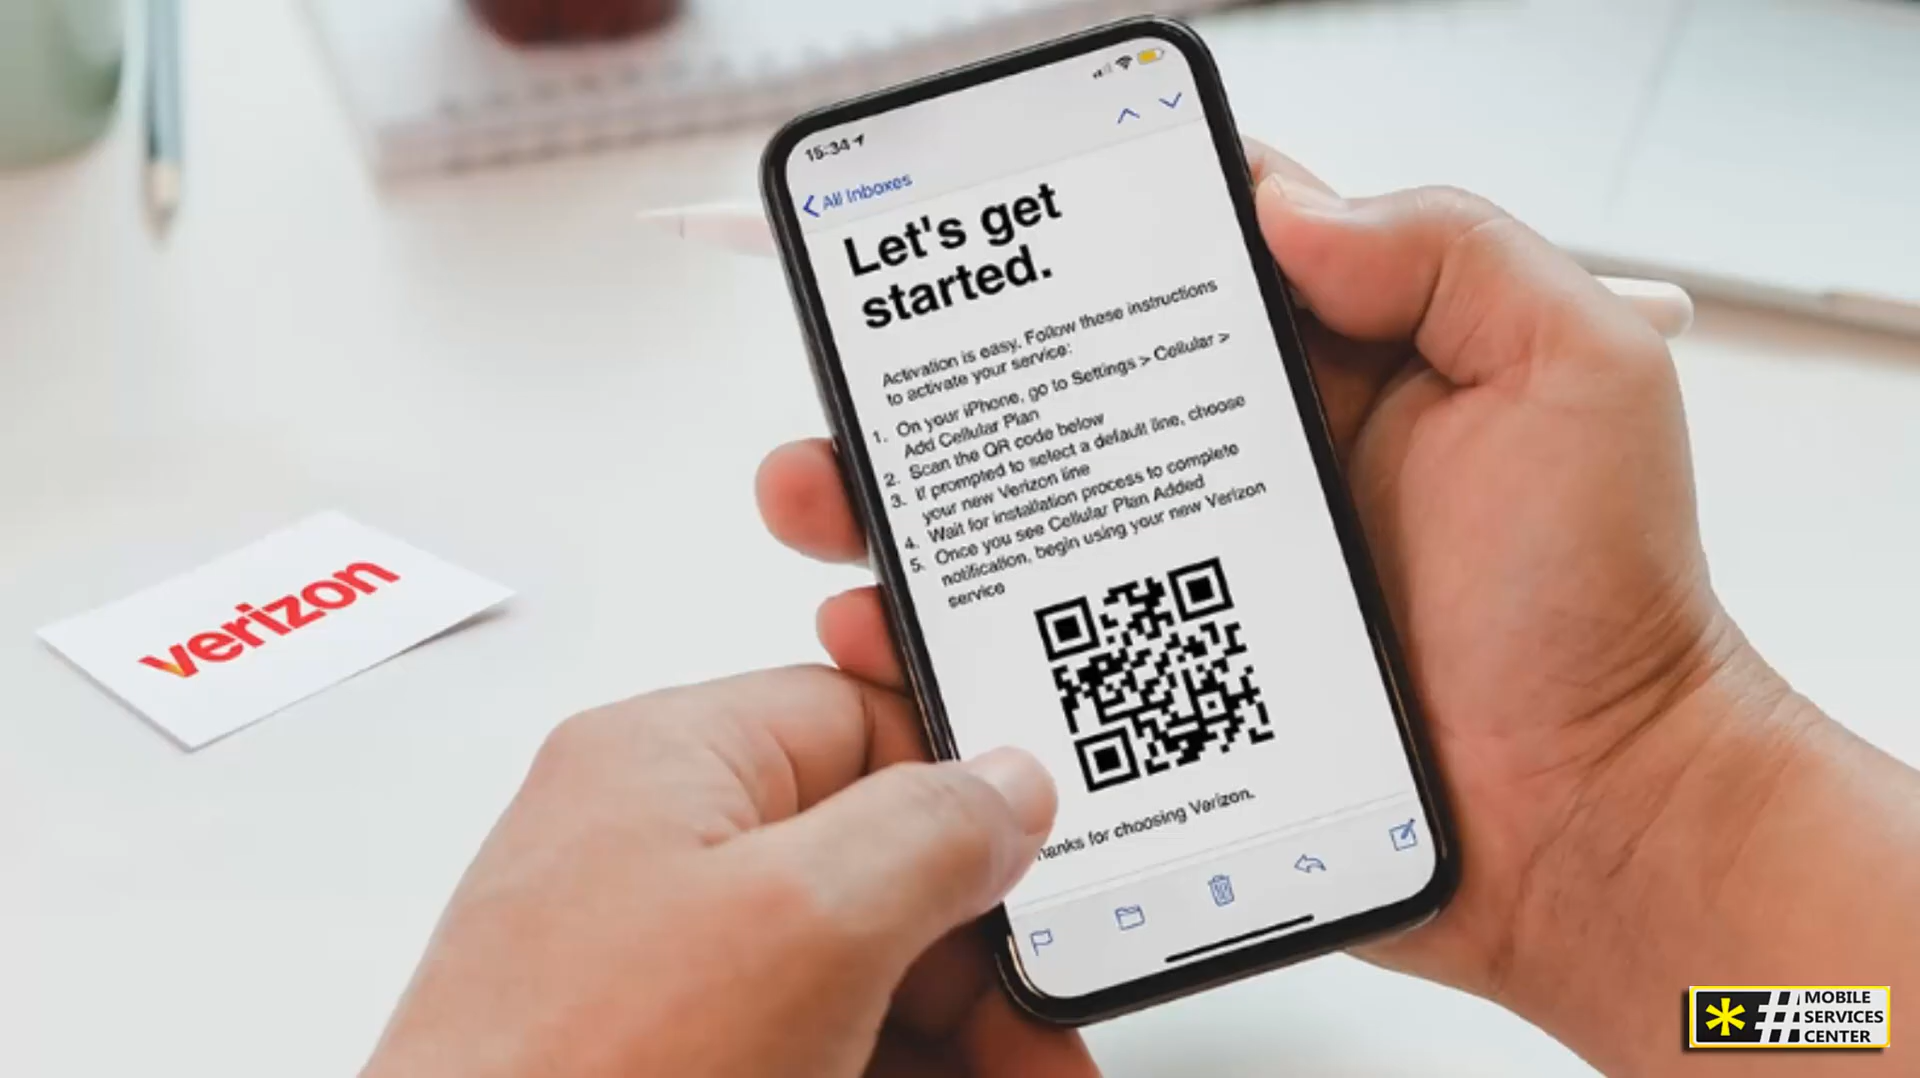 15:34
All Inboxes
Let's get
started.
Activation is easy. Follow these instructions
to activate your service:
1. On your iPhone, go to Settings > Cellular >
Add Cellular Plan
2. Scan the QR code below
3. If prompted to select a default line, choose
your new Verizon line
4. Wait for installation process to complete
5. Once you see Cellular Plan Added
notification, begin using your new Verizon
service
hanks for choosing Verizon.
verizon
*#
MOBILE
SERVICES
CENTER